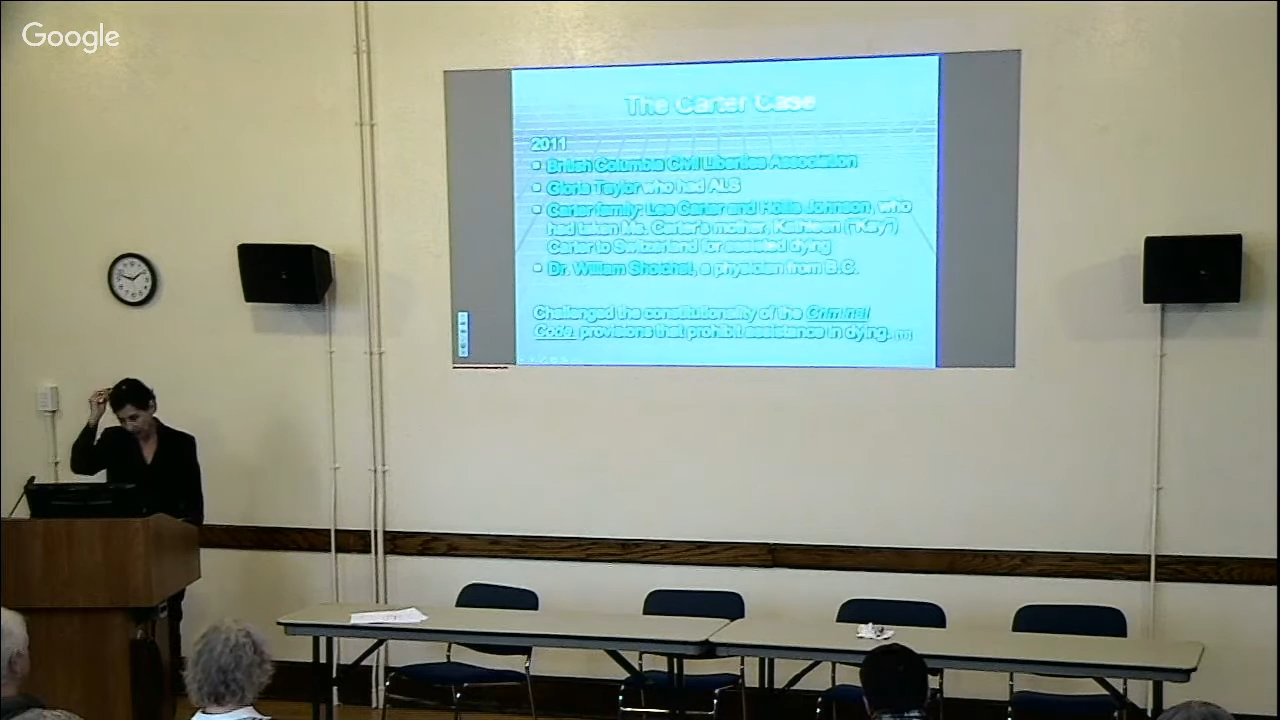 Google
The Carter Case
2011
British Columbia Civil Liberties Association
Gloria Taylor who had ALS
Carter family: Lee Carter and Hollis Johnson, who
had taken Ms. Carter's mother, Kathleen ("Kay")
Carter to Switzerland for assisted dying
Dr. William Shoichet, a physician from B.C.
Challenged the constitutionality of the Criminal
Code provisions that prohibit assistance in dying.